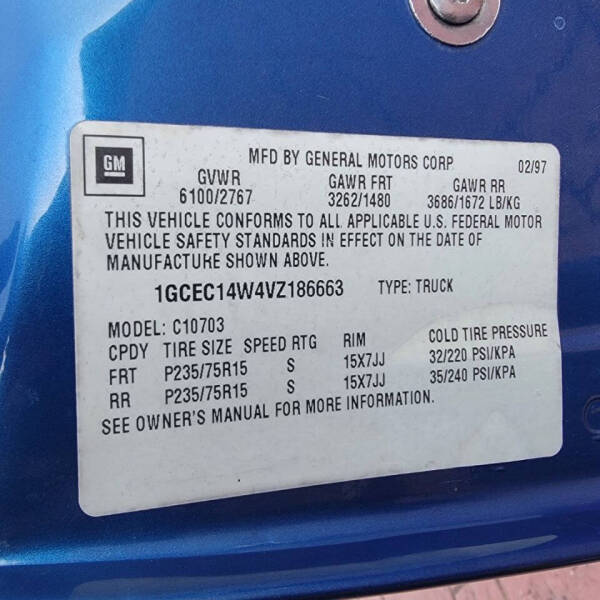 GM
MFD BY GENERAL MOTORS CORP 02/97
GVWR GAWR FRT GAWR RR
6100/2767 3262/1480 3686/1672 LB/KG
THIS VEHICLE CONFORMS TO ALL APPLICABLE U.S. FEDERAL MOTOR
VEHICLE SAFETY STANDARDS IN EFFECT ON THE DATE OF
MANUFACTURE SHOWN ABOVE.
1GCEC14W4VZ186663 TYPE: TRUCK
MODEL: C10703
CPDY TIRE SIZE SPEED RTG RIM COLD TIRE PRESSURE
FRT P235/75R15 S 15X7JJ 32/220 PSI/KPA
RR P235/75R15 S 15X7JJ 35/240 PSI/KPA
SEE OWNER'S MANUAL FOR MORE INFORMATION.